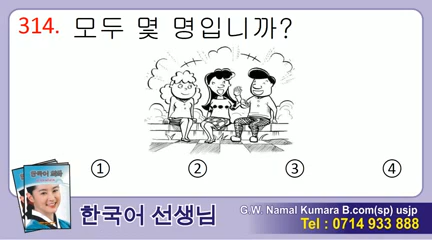 314. 모두 몇 명입니까?
① ② ③ ④
한국어 선생님
G.W. Namal Kumara B.com(sp) usjp
Tel : 0714 933 888